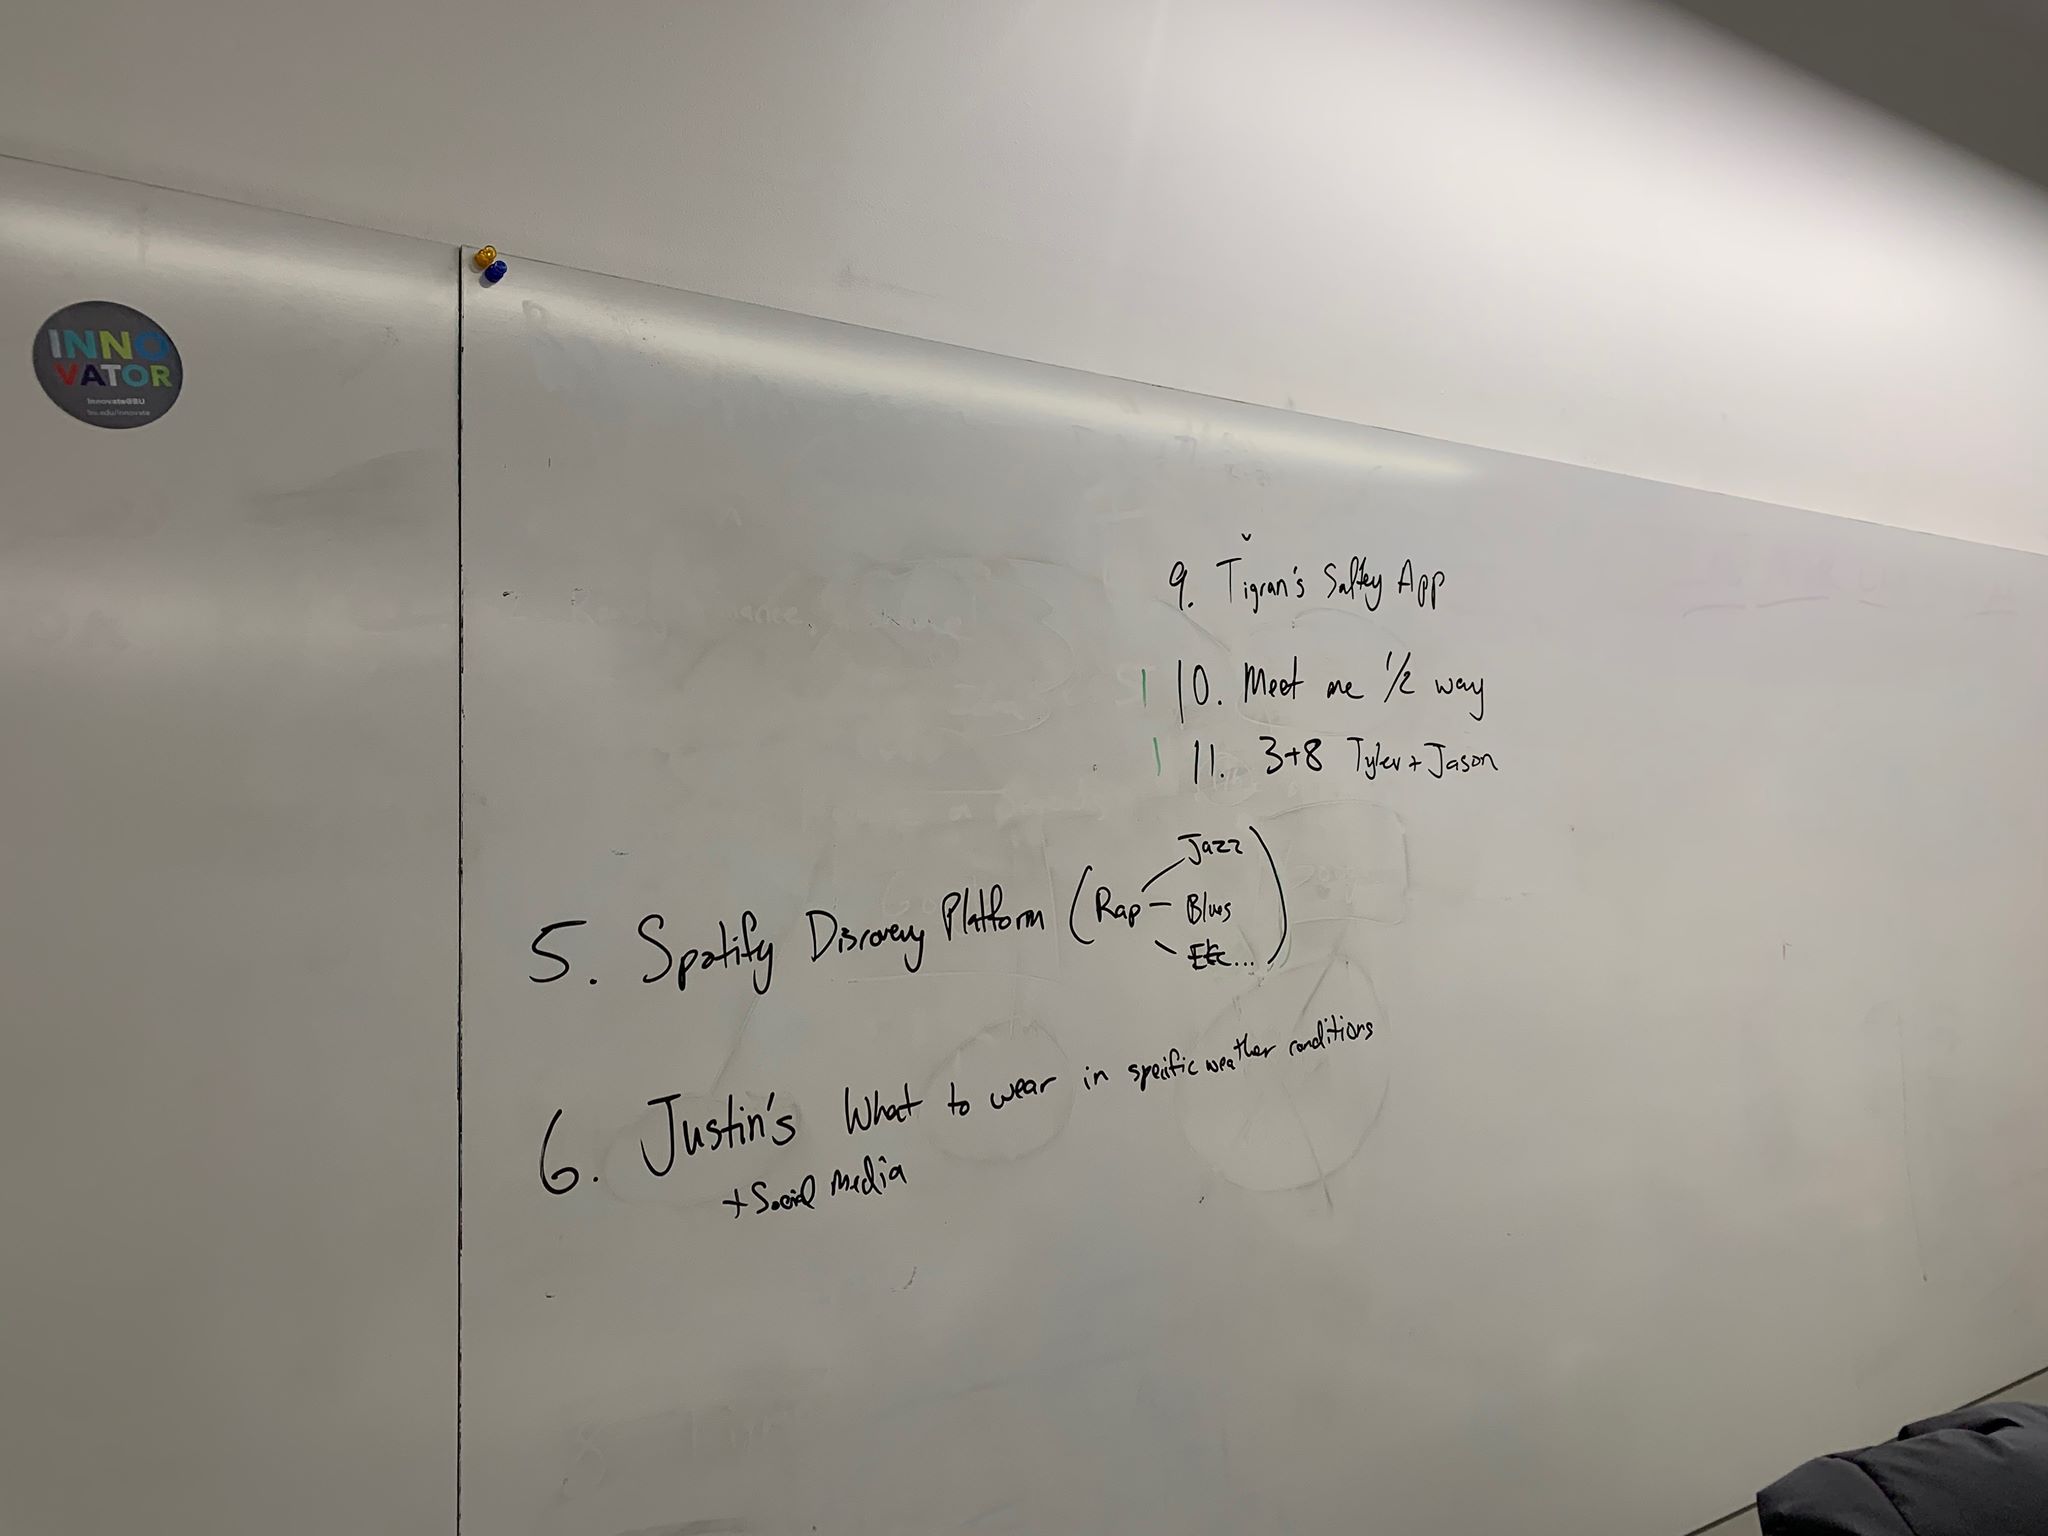 INNO
VATOR
Innovate@BU
bu.edu/innovate
9. Tigran's Saftey App
10. Meet me 1/2 way
11. 3+8 Tyler + Jason
5. Spotify Discovery Platform (Rap – Jazz
Blues
Etc...)
6. Justin's What to wear in specific weather conditions
+ Social Media